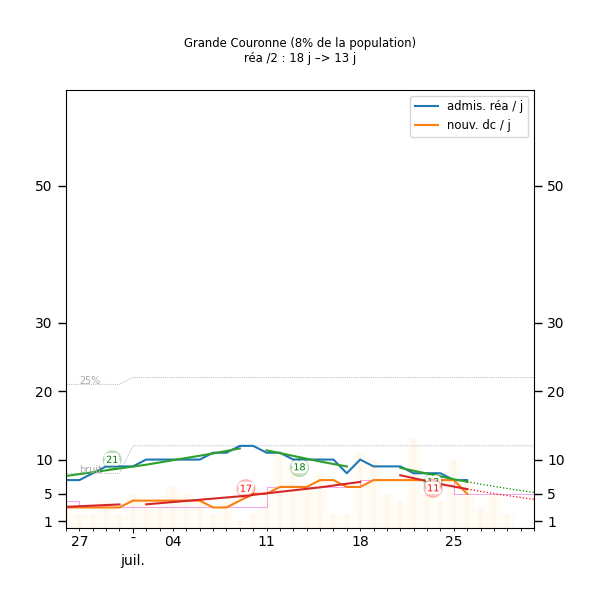 Grande Couronne (8% de la population)
réa /2 : 18 j –> 13 j
admis. réa / j
nouv. dc / j
50 50
30 30
20 20
10 10
5 5
1 1
25%
bruit
21
17
18
11
27 - 04 11 18 25
juil.